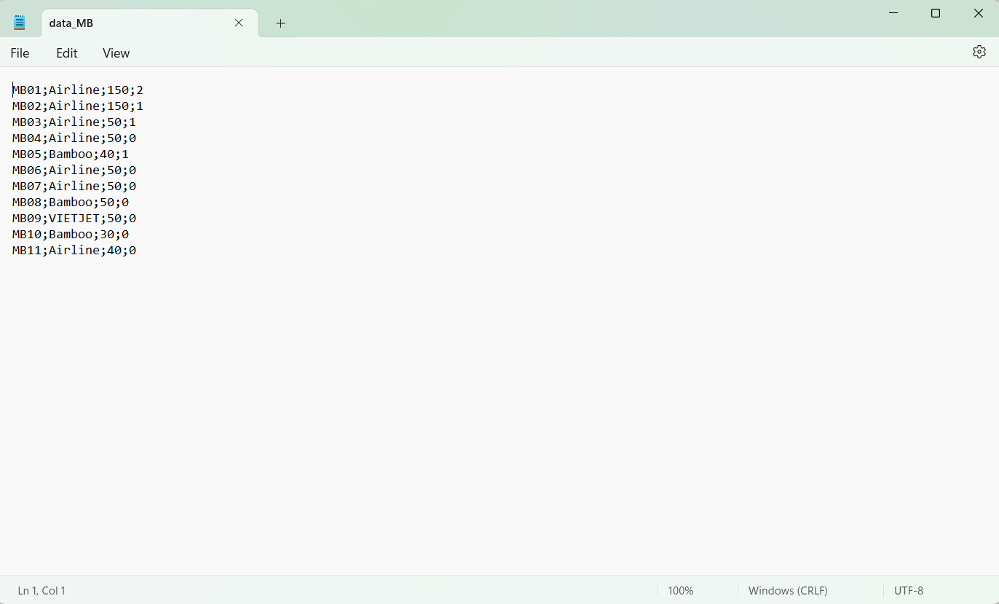 data_MB
File Edit View
MB01;Airline;150;2
MB02;Airline;150;1
MB03;Airline;50;1
MB04;Airline;50;0
MB05;Bamboo;40;1
MB06;Airline;50;0
MB07;Airline;50;0
MB08;Bamboo;50;0
MB09;VIETJET;50;0
MB10;Bamboo;30;0
MB11;Airline;40;0
Ln 1, Col 1 100% Windows (CRLF) UTF-8